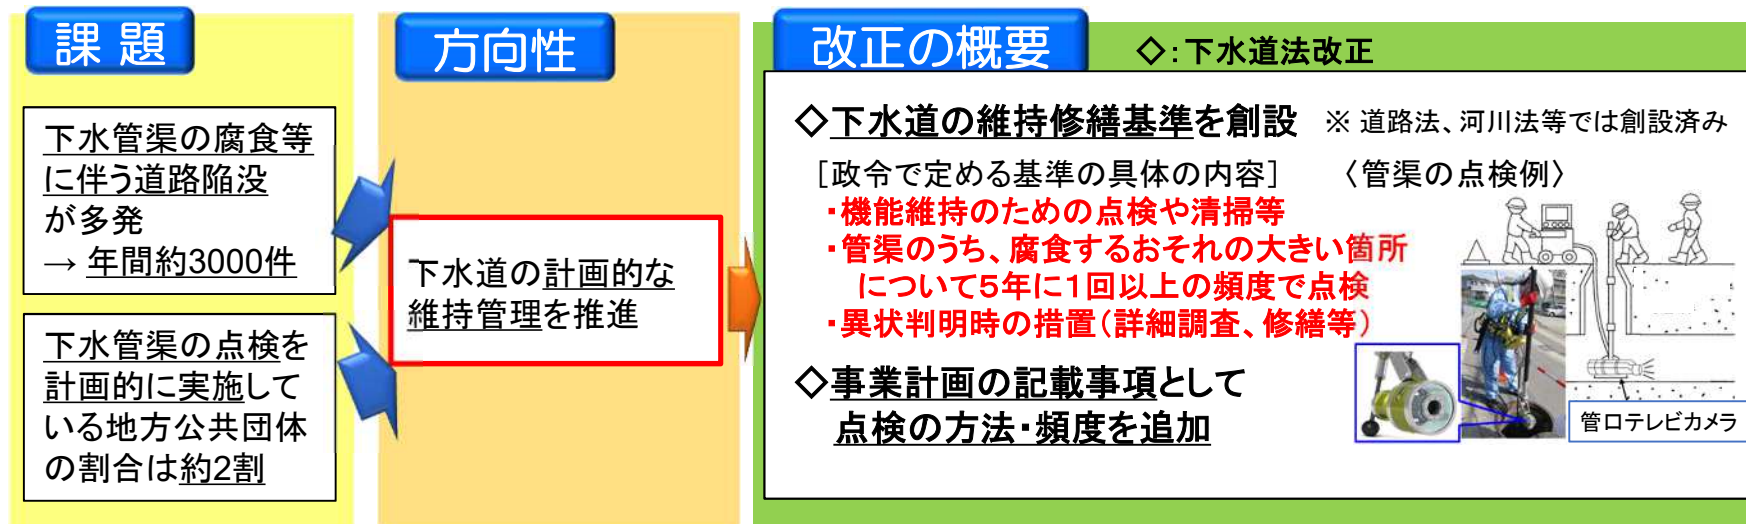 課 題
下水管渠の腐食等
に伴う道路陥没
が多発
→ 年間約3000件
下水管渠の点検を
計画的に実施して
いる地方公共団体
の割合は約2割
方向性
下水道の計画的な
維持管理を推進
改正の概要
◇：下水道法改正
◇下水道の維持修繕基準を創設 ※ 道路法、河川法等では創設済み
［政令で定める基準の具体の内容］ 〈管渠の点検例〉
・機能維持のための点検や清掃等
・管渠のうち、腐食するおそれの大きい箇所
について５年に１回以上の頻度で点検
・異状判明時の措置（詳細調査、修繕等）
◇事業計画の記載事項として
点検の方法・頻度を追加
管口テレビカメラ